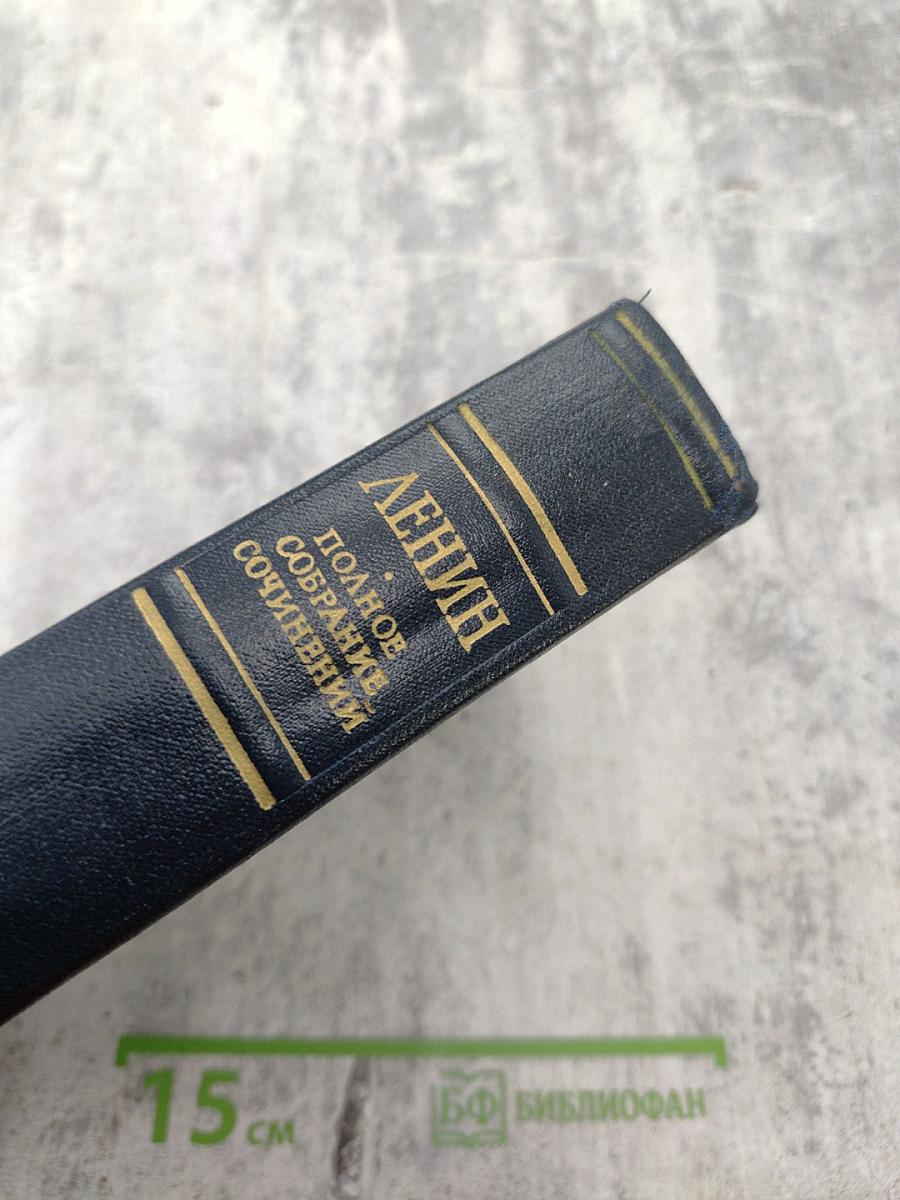 ЛЕНИН
ПОЛНОЕ
СОБРАНИЕ
СОЧИНЕНИЙ
15 см
БФ БИБЛИОФАН